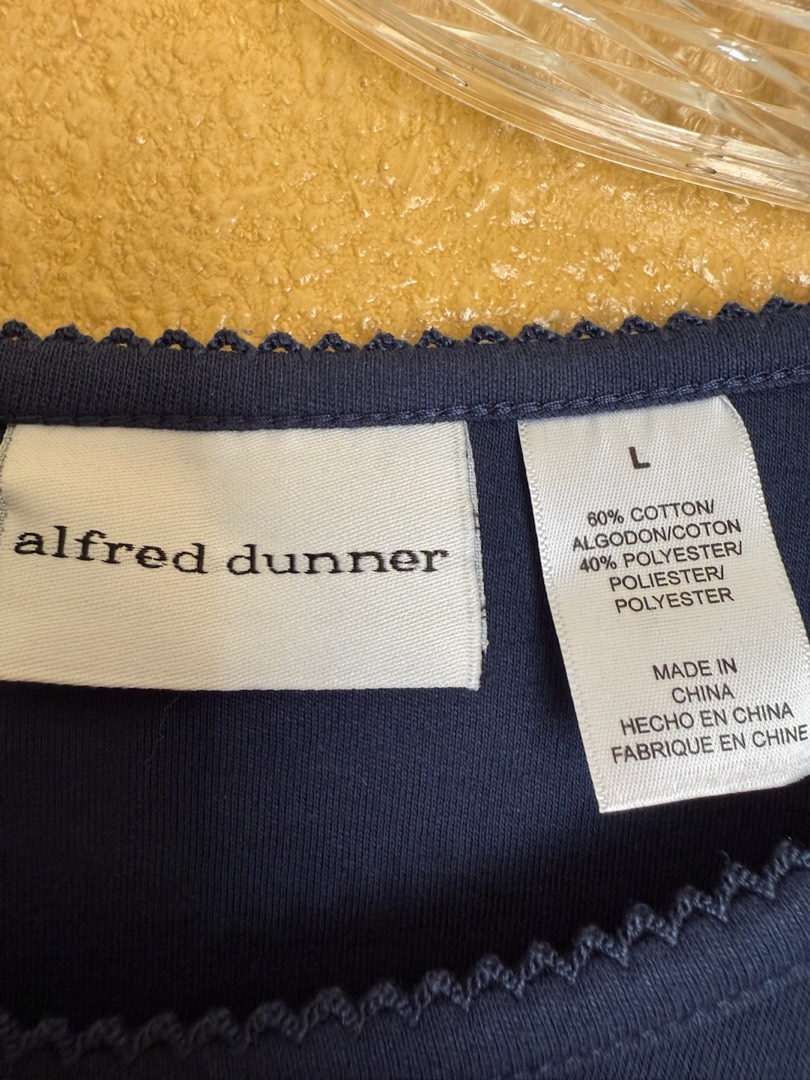 alfred dunner
L
60% COTTON/
ALGODON/COTON
40% POLYESTER/
POLIESTER/
POLYESTER
MADE IN
CHINA
HECHO EN CHINA
FABRIQUE EN CHINE